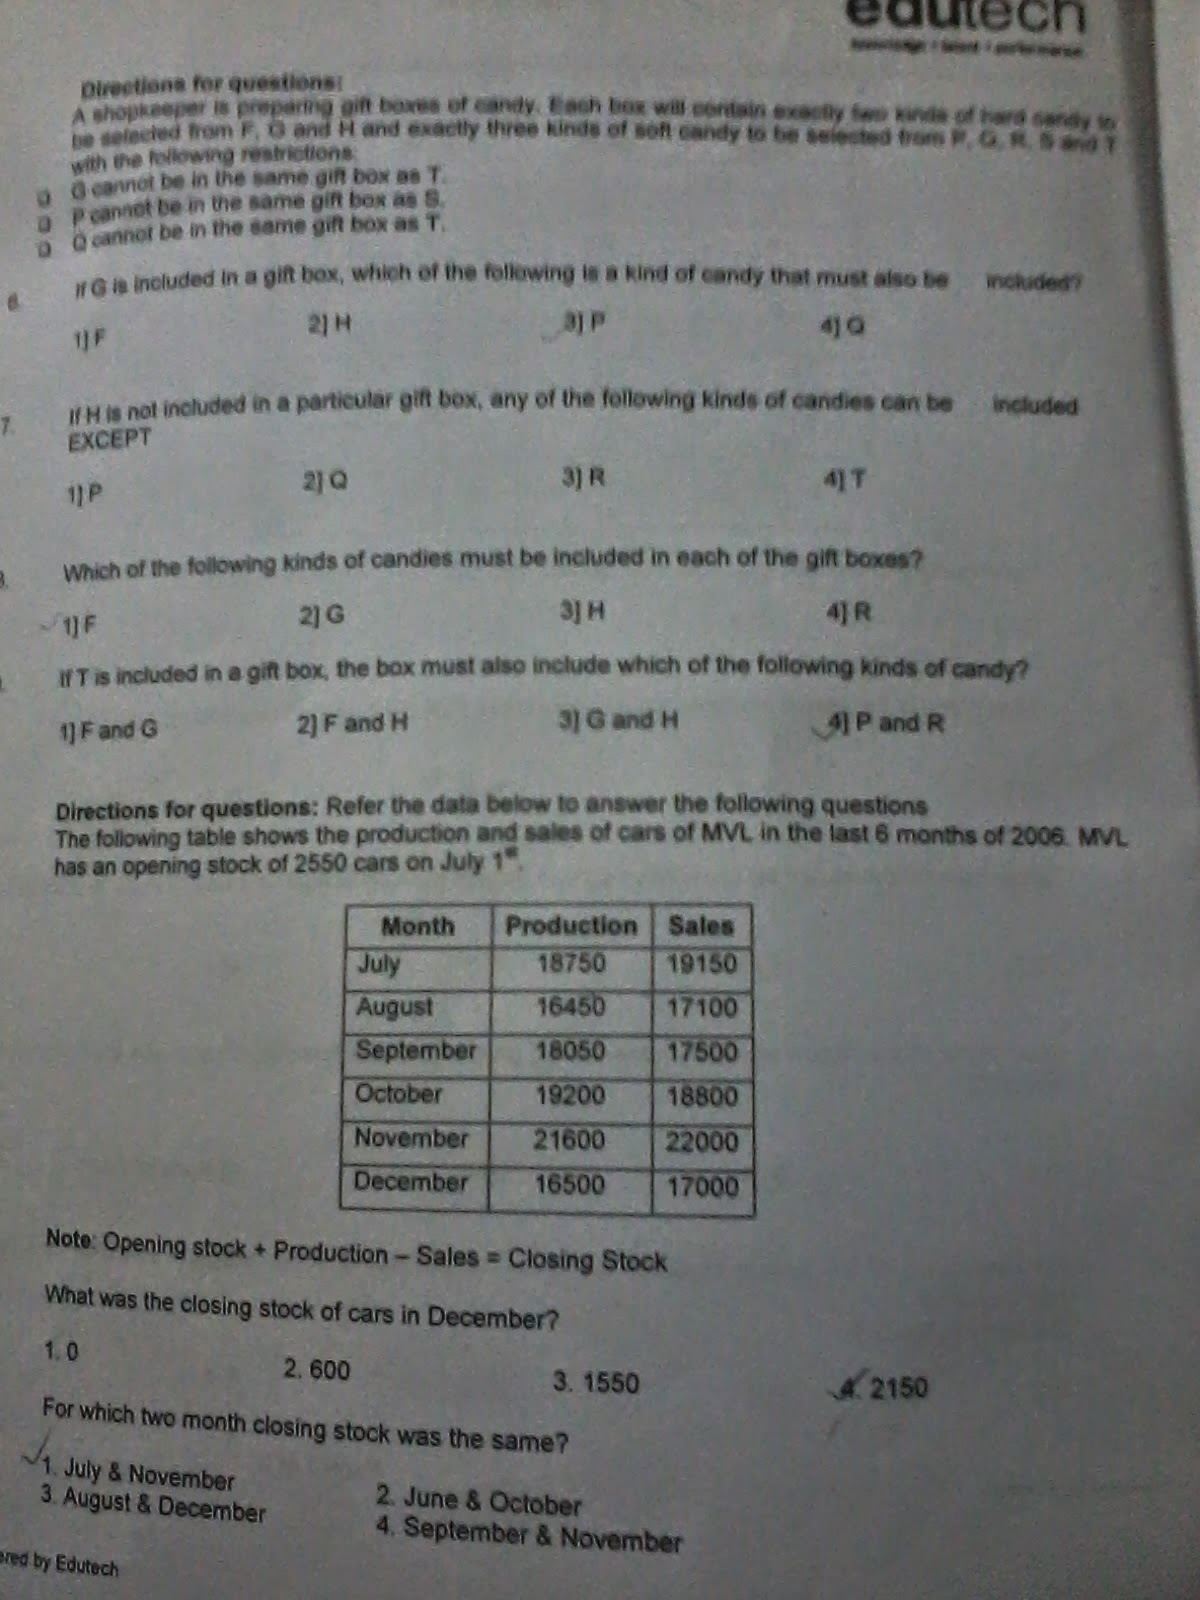 edutech
Directions for questions:
A shopkeeper is preparing gift boxes of candy. Each box will contain exactly two kinds of hard candy to
be selected from F, G and H and exactly three kinds of soft candy to be selected from P, Q, R, S and T
with the following restrictions:
G cannot be in the same gift box as T.
P cannot be in the same gift box as S.
Q cannot be in the same gift box as T.
6. If G is included in a gift box, which of the following is a kind of candy that must also be included?
1] F 2] H 3] P 4] Q
7. If H is not included in a particular gift box, any of the following kinds of candies can be included
EXCEPT
1] P 2] Q 3] R 4] T
Which of the following kinds of candies must be included in each of the gift boxes?
1] F 2] G 3] H 4] R
If T is included in a gift box, the box must also include which of the following kinds of candy?
1] F and G 2] F and H 3] G and H 4] P and R
Directions for questions: Refer the data below to answer the following questions
The following table shows the production and sales of cars of MVL in the last 6 months of 2006. MVL
has an opening stock of 2550 cars on July 1st.
Month Production Sales
July 18750 19150
August 16450 17100
September 18050 17500
October 19200 18800
November 21600 22000
December 16500 17000
Note: Opening stock + Production – Sales = Closing Stock
What was the closing stock of cars in December?
1. 0 2. 600 3. 1550 4. 2150
For which two month closing stock was the same?
1. July & November 2. June & October
3. August & December 4. September & November
ered by Edutech